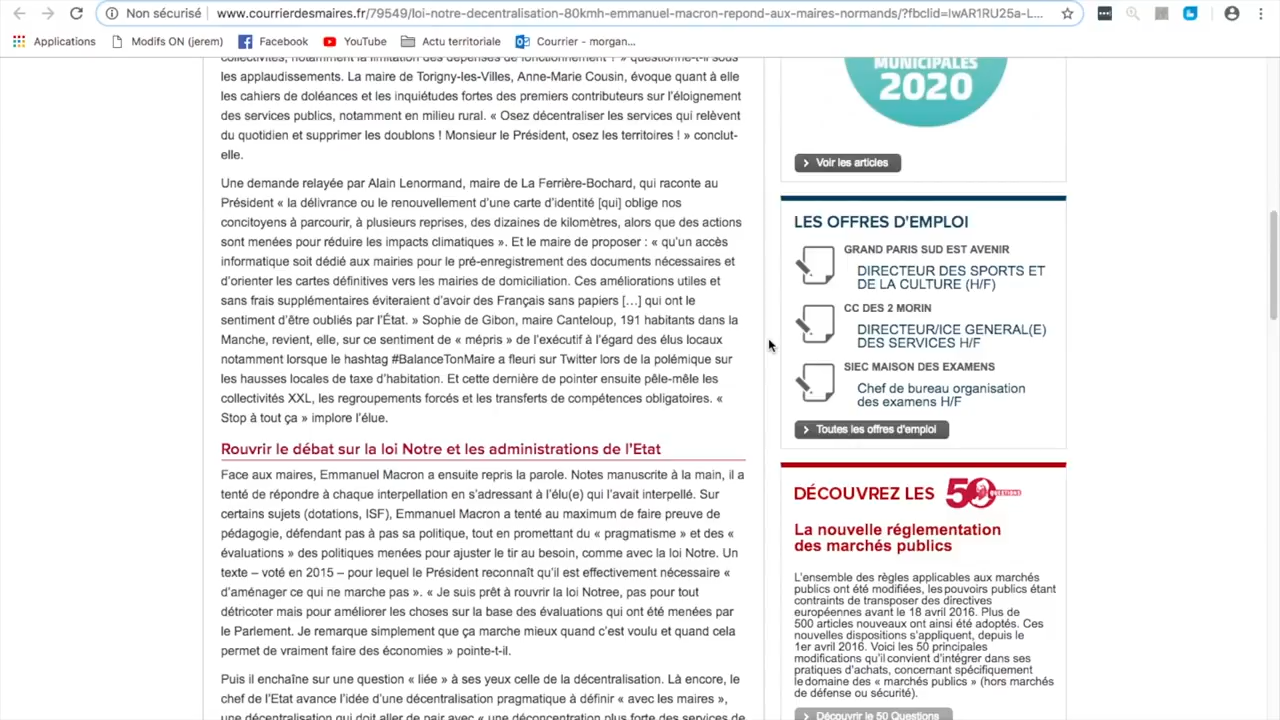 Non sécurisé | www.courrierdesmaires.fr/79549/loi-notre-decentralisation-80kmh-emmanuel-macron-repond-aux-maires-normands/?fbclid=IwAR1RU25a-L...
Applications
Modifs ON (jerem)
Facebook
YouTube
Actu territoriale
Courrier - morgan...
collectivités, notamment la limitation des dépenses de fonctionnement ? » questionne-t-il sous
les applaudissements. La maire de Torigny-les-Villes, Anne-Marie Cousin, évoque quant à elle
les cahiers de doléances et les inquiétudes fortes des premiers contributeurs sur l'éloignement
des services publics, notamment en milieu rural. « Osez décentraliser les services qui relèvent
du quotidien et supprimer les doublons ! Monsieur le Président, osez les territoires ! » conclut-
elle.
Une demande relayée par Alain Lenormand, maire de La Ferrière-Bochard, qui raconte au
Président « la délivrance ou le renouvellement d'une carte d'identité [qui] oblige nos
concitoyens à parcourir, à plusieurs reprises, des dizaines de kilomètres, alors que des actions
sont menées pour réduire les impacts climatiques ». Et le maire de proposer : « qu'un accès
informatique soit dédié aux mairies pour le pré-enregistrement des documents nécessaires et
d'orienter les cartes définitives vers les mairies de domiciliation. Ces améliorations utiles et
sans frais supplémentaires éviteraient d'avoir des Français sans papiers […] qui ont le
sentiment d'être oubliés par l'État. » Sophie de Gibon, maire Canteloup, 191 habitants dans la
Manche, revient, elle, sur ce sentiment de « mépris » de l'exécutif à l'égard des élus locaux
notamment lorsque le hashtag #BalanceTonMaire a fleuri sur Twitter lors de la polémique sur
les hausses locales de taxe d'habitation. Et cette dernière de pointer ensuite pêle-mêle les
collectivités XXL, les regroupements forcés et les transferts de compétences obligatoires. «
Stop à tout ça » implore l'élue.
Rouvrir le débat sur la loi Notre et les administrations de l'Etat
Face aux maires, Emmanuel Macron a ensuite repris la parole. Notes manuscrite à la main, il a
tenté de répondre à chaque interpellation en s'adressant à l'élu(e) qui l'avait interpellé. Sur
certains sujets (dotations, ISF), Emmanuel Macron a tenté au maximum de faire preuve de
pédagogie, défendant pas à pas sa politique, tout en promettant du « pragmatisme » et des «
évaluations » des politiques menées pour ajuster le tir au besoin, comme avec la loi Notre. Un
texte – voté en 2015 – pour lequel le Président reconnaît qu'il est effectivement nécessaire «
d'aménager ce qui ne marche pas ». « Je suis prêt à rouvrir la loi Notree, pas pour tout
détricoter mais pour améliorer les choses sur la base des évaluations qui ont été menées par
le Parlement. Je remarque simplement que ça marche mieux quand c'est voulu et quand cela
permet de vraiment faire des économies » pointe-t-il.
Puis il enchaîne sur une question « liée » à ses yeux celle de la décentralisation. Là encore, le
chef de l'Etat avance l'idée d'une décentralisation pragmatique à définir « avec les maires »,
une décentralisation qui doit aller de pair avec « une déconcentration plus forte des services de
MUNICIPALES
2020
Voir les articles
LES OFFRES D'EMPLOI
GRAND PARIS SUD EST AVENIR
DIRECTEUR DES SPORTS ET
DE LA CULTURE (H/F)
CC DES 2 MORIN
DIRECTEUR/ICE GENERAL(E)
DES SERVICES H/F
SIEC MAISON DES EXAMENS
Chef de bureau organisation
des examens H/F
Toutes les offres d'emploi
DÉCOUVREZ LES 50 QUESTIONS
La nouvelle réglementation
des marchés publics
L'ensemble des règles applicables aux marchés
publics ont été modifiées, les pouvoirs publics étant
contraints de transposer des directives
européennes avant le 18 avril 2016. Plus de
500 articles nouveaux ont ainsi été adoptés. Ces
nouvelles dispositions s'appliquent, depuis le
1er avril 2016. Voici les 50 principales
modifications qu'il convient d'intégrer dans ses
pratiques d'achats, concernant spécifiquement
le domaine des « marchés publics » (hors marchés
de défense ou sécurité).
Découvrir le 50 Questions